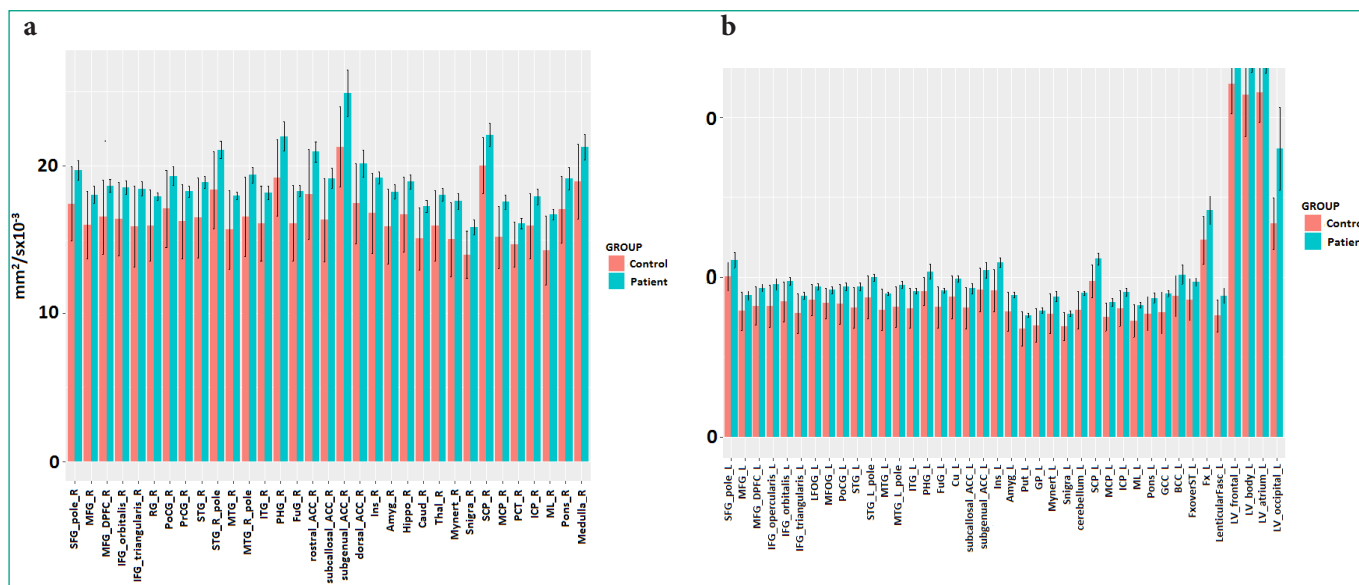 a
mm²/sx10⁻³
20
10
0
SFG_pole_R
MFG_R
MFG_DPFC_R
IFG_orbitalis_R
IFG_triangularis_R
RG_R
PoCG_R
PrCG_R
STG_R
STG_R_pole
MTG_R
MTG_R_pole
ITG_R
PHG_R
FuG_R
rostral_ACC_R
subcallosal_ACC_R
subgenual_ACC_R
dorsal_ACC_R
Ins_R
Amyg_R
Hippo_R
Caud_R
Thal_R
Mynert_R
Snigra_R
SCP_R
MCP_R
PCT_R
ICP_R
ML_R
Pons_R
Medulla_R
GROUP
Control
Patient
b
0
0
0
SFG_pole_L
MFG_L
MFG_DPFC_L
IFG_opercularis_L
IFG_orbitalis_L
IFG_triangularis_L
LFOG_L
MFOG_L
PoCG_L
STG_L
STG_L_pole
MTG_L
MTG_L_pole
ITG_L
PHG_L
FuG_L
Cu_L
subcallosal_ACC_L
subgenual_ACC_L
Ins_L
Amyg_L
Put_L
GP_L
Mynert_L
Snigra_L
cerebellum_L
SCP_L
MCP_L
ICP_L
ML_L
Pons_L
GCC_L
BCC_L
FxoverST_L
Fx_L
LenticularFasc_L
LV_frontal_L
LV_body_L
LV_atrium_L
LV_occipital_L
GROUP
Control
Patien